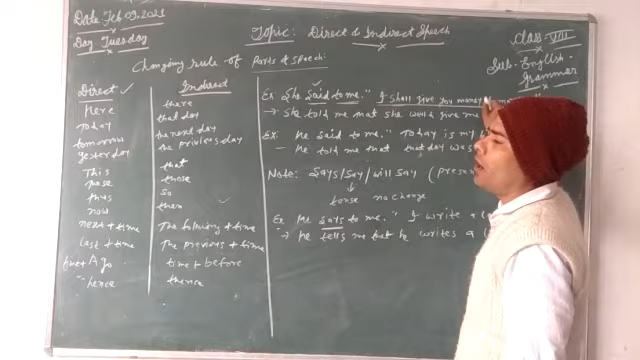 Date Feb 09, 2021
Day Tuesday
Topic: Direct & Indirect Speech
Class VIII
Sub- English Grammar
Changing rule of Parts of speech:
Direct Indirect
Here there
Today that day
tomorrow the next day
yesterday the privious day
This that
those
thus so
now then
next + time The following + time
last + time The previous + time
time + Ago time + before
hence thence
Ex: She said to me." I shall give you money
→ She told me that she would give me
Ex: He said to me." Today is my
- He told me that that day was
Note: Says/Say/will say (prese
↓
tense no change
Ex He says to me." I write a
→ He tells me that he writes a